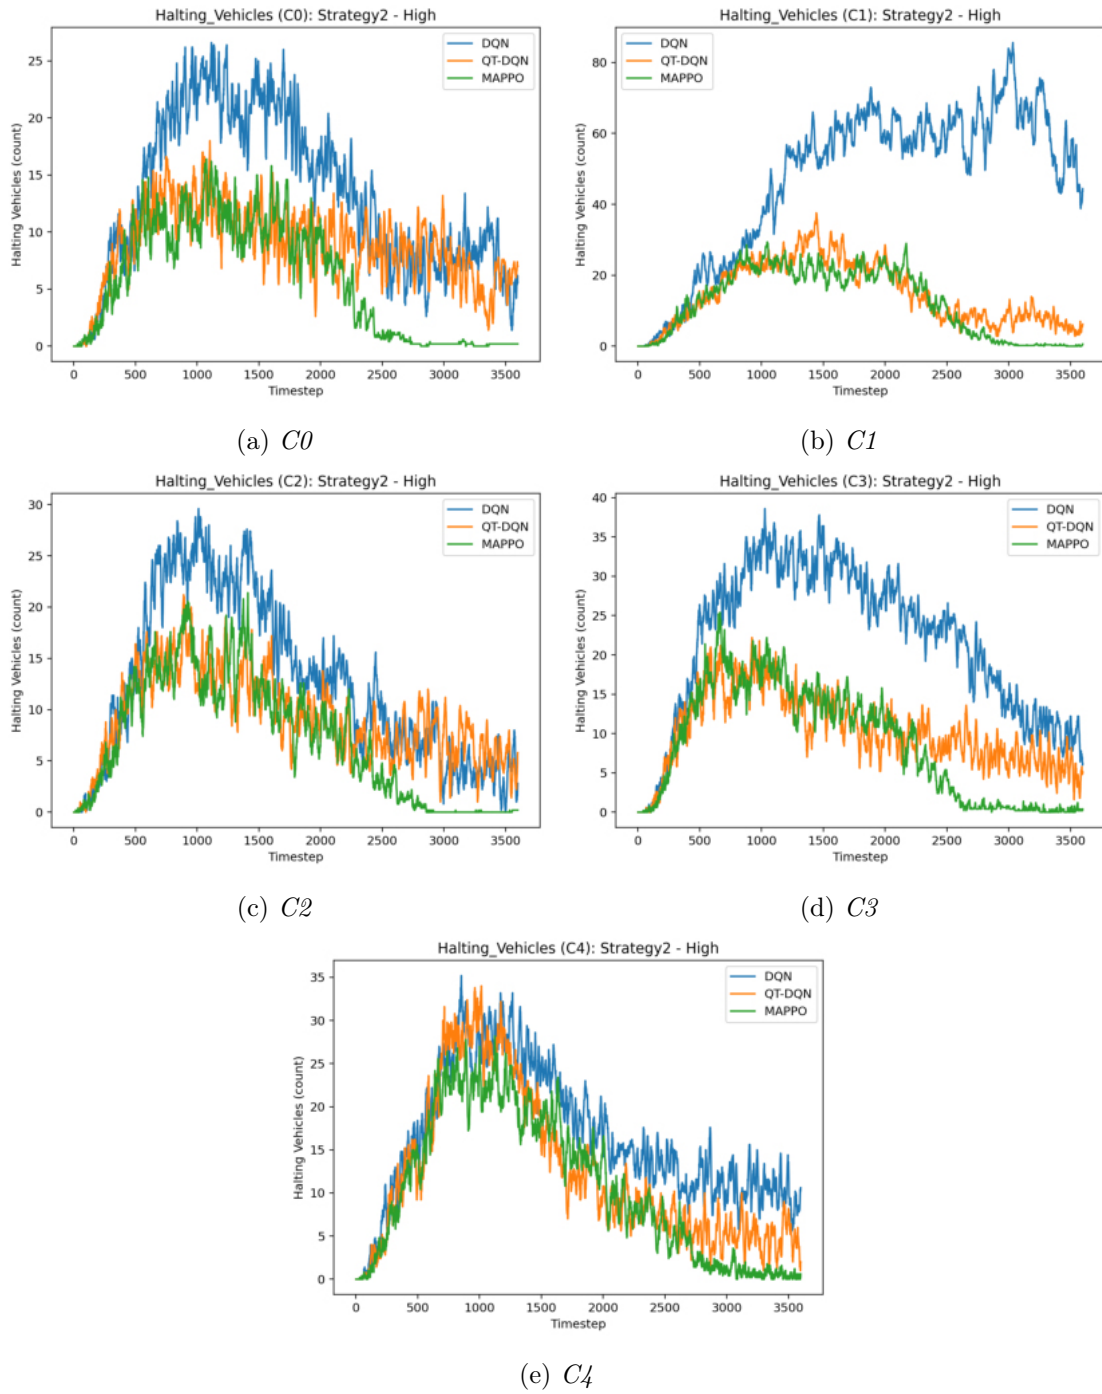 Halting_Vehicles (C0): Strategy2 - High
Halting Vehicles (count)
25
20
15
10
5
0
DQN
QT-DQN
MAPPO
0 500 1000 1500 2000 2500 3000 3500
Timestep
(a) C0
Halting_Vehicles (C1): Strategy2 - High
Halting Vehicles (count)
80
60
40
20
0
DQN
QT-DQN
MAPPO
0 500 1000 1500 2000 2500 3000 3500
Timestep
(b) C1
Halting_Vehicles (C2): Strategy2 - High
Halting Vehicles (count)
30
25
20
15
10
5
0
DQN
QT-DQN
MAPPO
0 500 1000 1500 2000 2500 3000 3500
Timestep
(c) C2
Halting_Vehicles (C3): Strategy2 - High
Halting Vehicles (count)
40
35
30
25
20
15
10
5
0
DQN
QT-DQN
MAPPO
0 500 1000 1500 2000 2500 3000 3500
Timestep
(d) C3
Halting_Vehicles (C4): Strategy2 - High
Halting Vehicles (count)
35
30
25
20
15
10
5
0
DQN
QT-DQN
MAPPO
0 500 1000 1500 2000 2500 3000 3500
Timestep
(e) C4